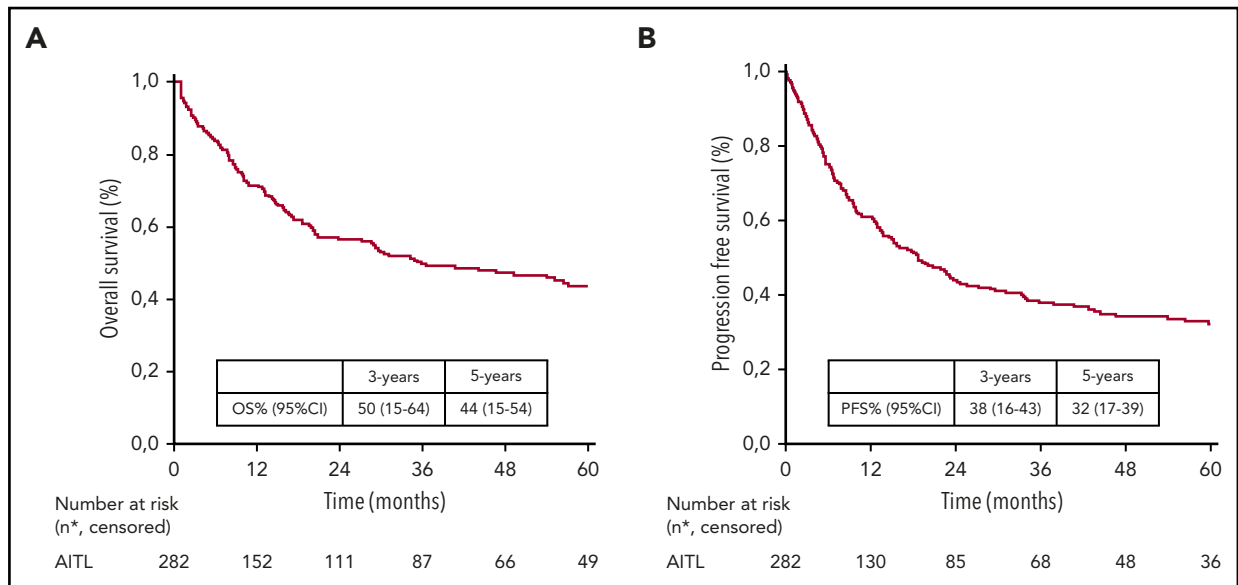 A
Overall survival (%)
1,0
0,8
0,6
0,4
0,2
0,0
3-years 5-years
OS% (95%CI) 50 (15-64) 44 (15-54)
0 12 24 36 48 60
Time (months)
Number at risk
(n*, censored)
AITL 282 152 111 87 66 49
B
Progression free survival (%)
1,0
0,8
0,6
0,4
0,2
0,0
3-years 5-years
PFS% (95%CI) 38 (16-43) 32 (17-39)
0 12 24 36 48 60
Time (months)
Number at risk
(n*, censored)
AITL 282 130 85 68 48 36